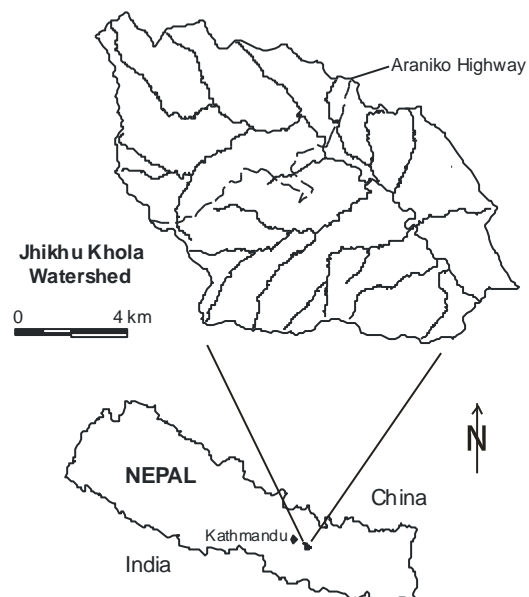 Araniko Highway
Jhikhu Khola
Watershed
0 4 km
N
NEPAL
China
Kathmandu
India